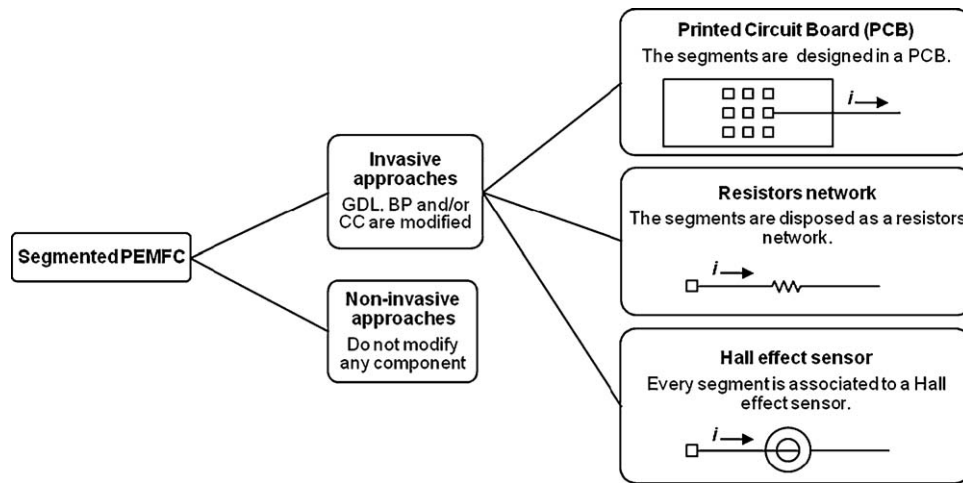 Segmented PEMFC
Invasive
approaches
GDL. BP and/or
CC are modified
Non-invasive
approaches
Do not modify
any component
Printed Circuit Board (PCB)
The segments are designed in a PCB.
i
Resistors network
The segments are disposed as a resistors
network.
i
Hall effect sensor
Every segment is associated to a Hall
effect sensor.
i